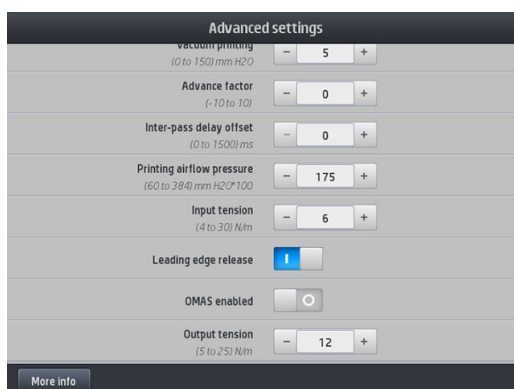 Advanced settings
Vacuum printing
(0 to 150) mm H2O
- 5 +
Advance factor
(-10 to 10)
- 0 +
Inter-pass delay offset
(0 to 1500) ms
- 0 +
Printing airflow pressure
(60 to 384) mm H2O*100
- 175 +
Input tension
(4 to 30) N/m
- 6 +
Leading edge release
OMAS enabled
Output tension
(5 to 25) N/m
- 12 +
More info